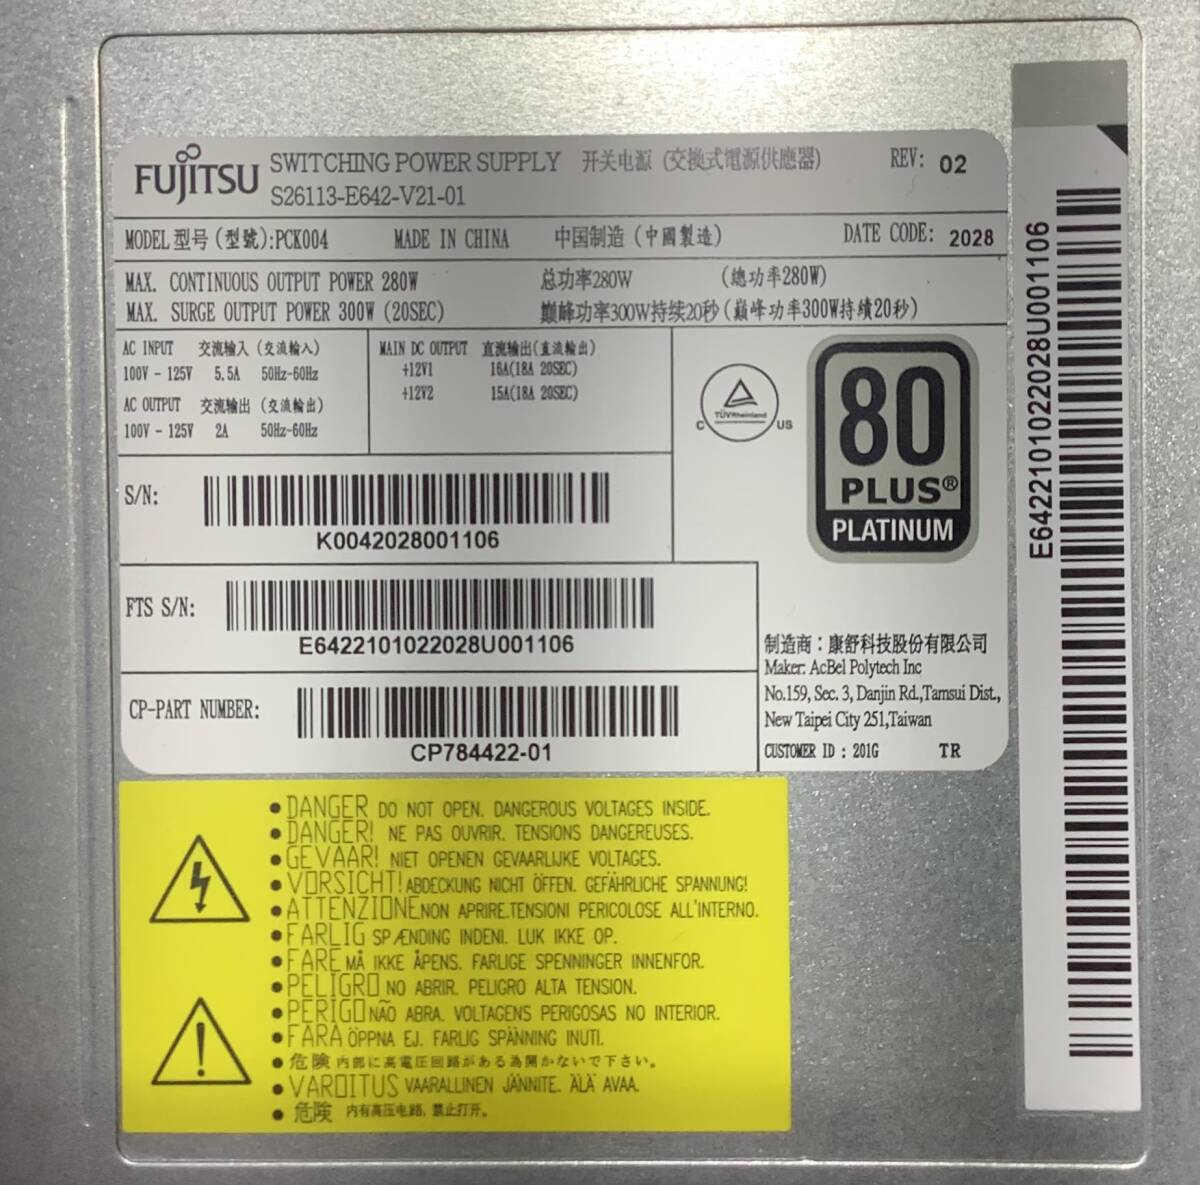 FUJITSU SWITCHING POWER SUPPLY 开关电源 (交換式電源供應器) REV: 02
S26113-E642-V21-01
MODEL 型号 (型號):PCK004 MADE IN CHINA 中国制造 (中國製造) DATE CODE: 2028
MAX. CONTINUOUS OUTPUT POWER 280W 总功率280W (總功率280W)
MAX. SURGE OUTPUT POWER 300W (20SEC) 巅峰功率300W持续20秒 (巔峰功率300W持續20秒)
AC INPUT 交流输入 (交流輸入)
100V - 125V 5.5A 50Hz-60Hz
AC OUTPUT 交流输出 (交流輸出)
100V - 125V 2A 50Hz-60Hz
MAIN DC OUTPUT 直流输出(直流輸出)
+12V1 16A(18A 20SEC)
+12V2 15A(18A 20SEC)
TÜVRheinland
C US
80
PLUS®
PLATINUM
S/N:
K0042028001106
FTS S/N:
E6422101022028U001106
CP-PART NUMBER:
CP784422-01
制造商：康舒科技股份有限公司
Maker: AcBel Polytech Inc
No.159, Sec. 3, Danjin Rd.,Tamsui Dist.,
New Taipei City 251,Taiwan
CUSTOMER ID : 201G TR
E6422101022028U001106
●DANGER DO NOT OPEN. DANGEROUS VOLTAGES INSIDE.
●DANGER! NE PAS OUVRIR. TENSIONS DANGEREUSES.
●GEVAAR! NIET OPENEN GEVAARLIJKE VOLTAGES.
●VORSICHT! ABDECKUNG NICHT ÖFFEN. GEFÄHRLICHE SPANNUNG!
●ATTENZIONE NON APRIRE.TENSIONI PERICOLOSE ALL'INTERNO.
●FARLIG SPÆNDING INDENI. LUK IKKE OP.
●FARE MÅ IKKE ÅPENS. FARLIGE SPENNINGER INNENFOR.
●PELIGRO NO ABRIR. PELIGRO ALTA TENSION.
●PERIGO NÃO ABRA. VOLTAGENS PERIGOSAS NO INTERIOR.
●FARA ÖPPNA EJ. FARLIG SPÄNNING INUTI.
●危険 内部に高電圧回路がある為開かないで下さい。
●VAROITUS VAARALLINEN JÄNNITE. ÄLÄ AVAA.
●危険 内有高压电路, 禁止打开。